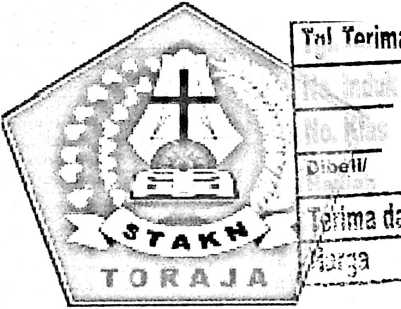 STAKN
TORAJA
Tgl. Terima
No. Induk
No. Klas
Dibeli/
Terima da
Harga